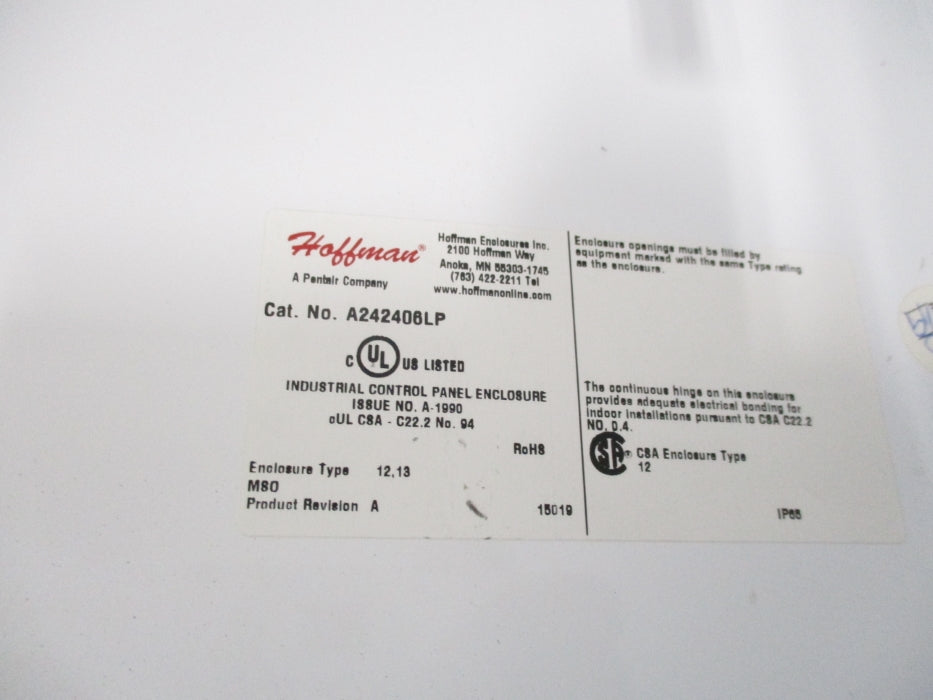 Hoffman®
A Pentair Company
Hoffman Enclosures Inc.
2100 Hoffman Way
Anoka, MN 55303-1745
(763) 422-2211 Tel
www.hoffmanonline.com
Cat. No. A242406LP
C UL US LISTED
INDUSTRIAL CONTROL PANEL ENCLOSURE
ISSUE NO. A-1990
cUL CSA - C22.2 No. 94
RoHS
Enclosure Type 12,13
M80
Product Revision A
15019
Enclosure openings must be filled by
equipment marked with the same Type rating
as the enclosure.
The continuous hinge on this enclosure
provides adequate electrical bonding for
indoor installations pursuant to CSA C22.2
NO. 0.4.
SA® CSA Enclosure Type
12